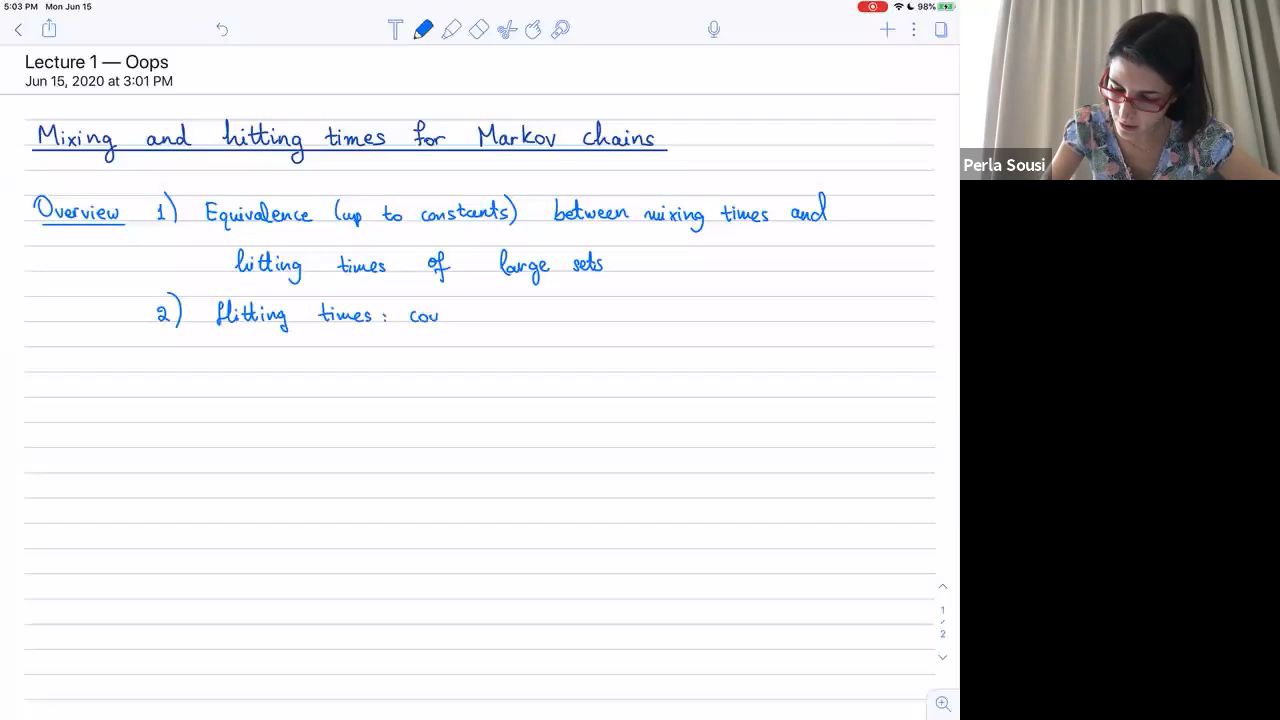 5:03 PM Mon Jun 15
98%
Lecture 1 — Oops
Jun 15, 2020 at 3:01 PM
Mixing and hitting times for Markov chains
Overview 1) Equivalence (up to constants) between mixing times and
hitting times of large sets
2) Hitting times: cov
1
2
Perla Sousi